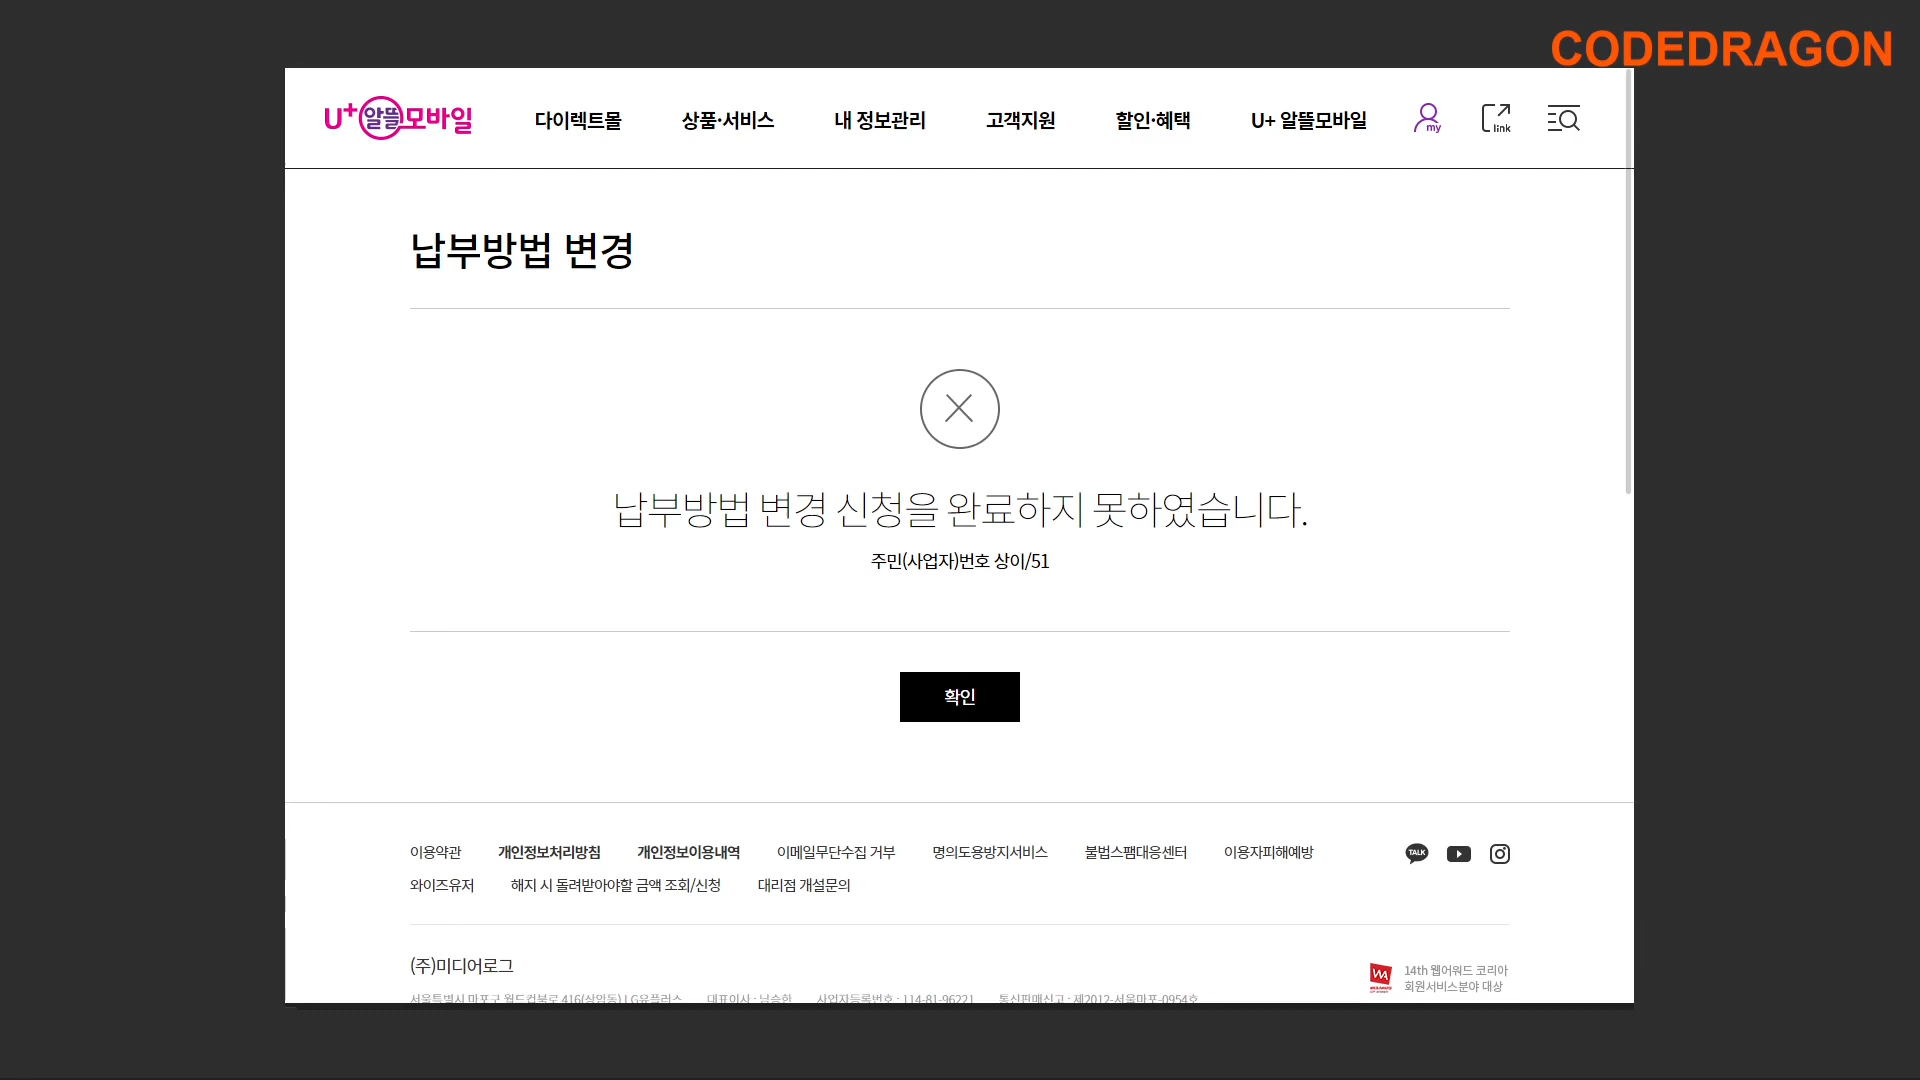 CODEDRAGON
U+알뜰모바일
다이렉트몰 상품·서비스 내 정보관리 고객지원 할인·혜택 U+ 알뜰모바일 my link
납부방법 변경
납부방법 변경 신청을 완료하지 못하였습니다.
주민(사업자)번호 상이/51
확인
이용약관 개인정보처리방침 개인정보이용내역 이메일무단수집 거부 명의도용방지서비스 불법스팸대응센터 이용자피해예방 TALK
와이즈유저 해지 시 돌려받아야할 금액 조회/신청 대리점 개설문의
(주)미디어로그
WA 14th 웹어워드 코리아
회원서비스분야 대상
서울특별시 마포구 월드컵북로 416(상암동) LG유플러스 대표이사 : 남승한 사업자등록번호 : 114-81-96221 통신판매신고 : 제2012-서울마포-0954호